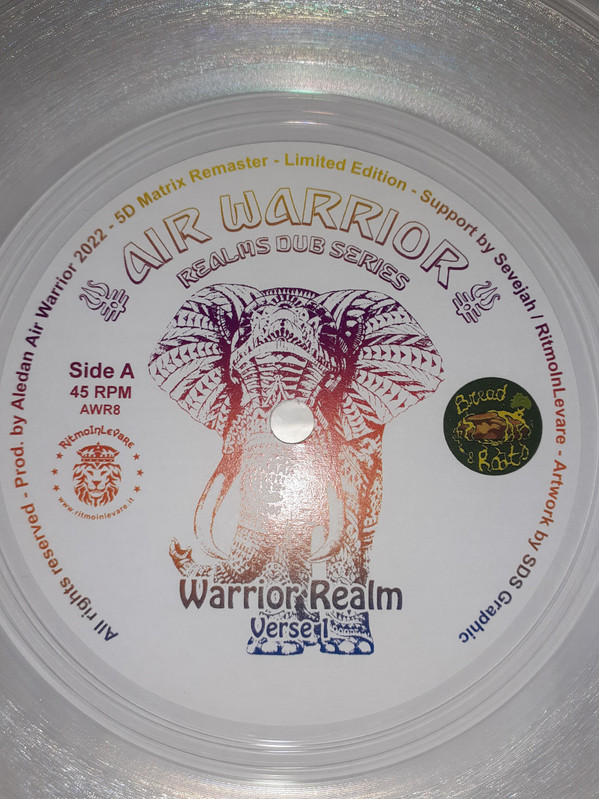 All rights reserved - Prod. by Aledan Air Warrior 2022 - 5D Matrix Remaster - Limited Edition - Support by Sevejah / RitmoInLevare - Artwork by SDS Graphic
AIR WARRIOR
REALMS DUB SERIES
Side A
45 RPM
AWR8
RitmoInLevare
www.ritmoinlevare.it
Bread
& Roots
Warrior Realm
Verse 1